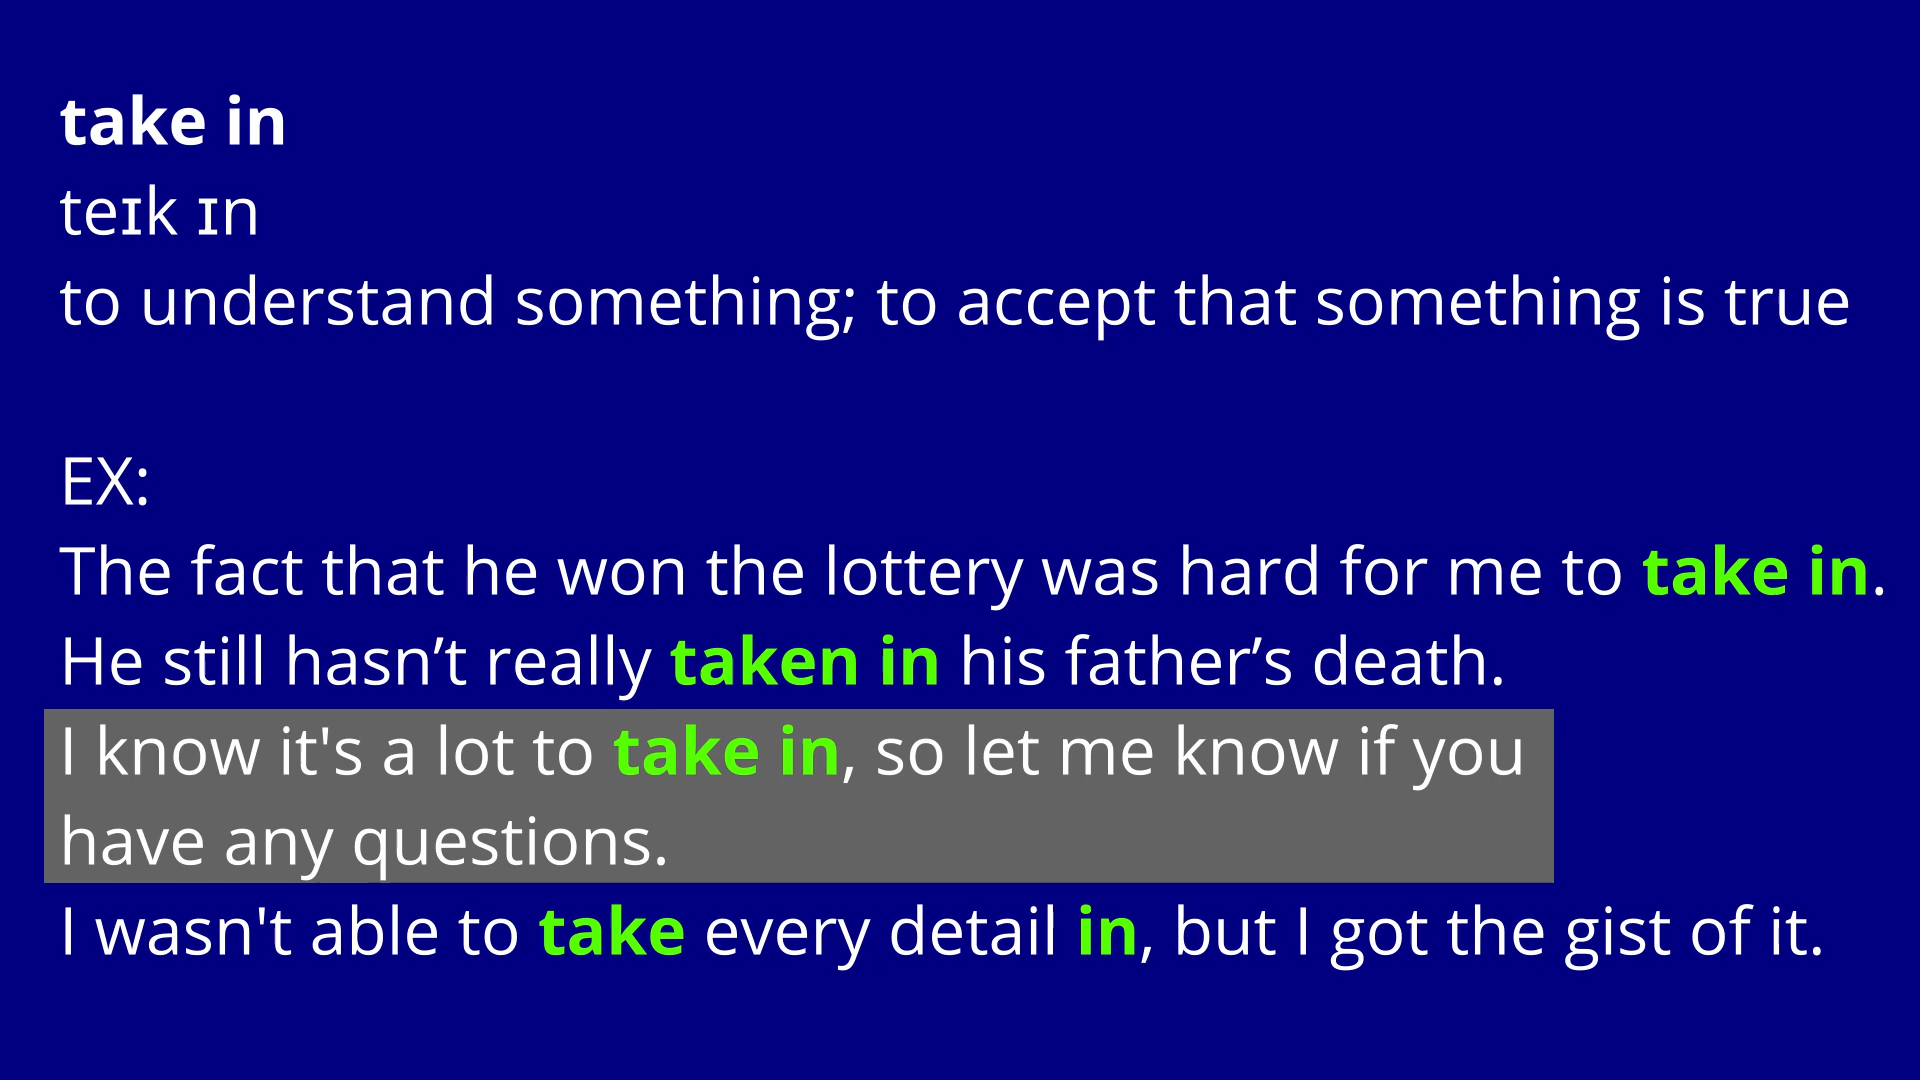 take in
teɪk ɪn
to understand something; to accept that something is true
EX:
The fact that he won the lottery was hard for me to take in.
He still hasn’t really taken in his father’s death.
I know it's a lot to take in, so let me know if you
have any questions.
I wasn't able to take every detail in, but I got the gist of it.